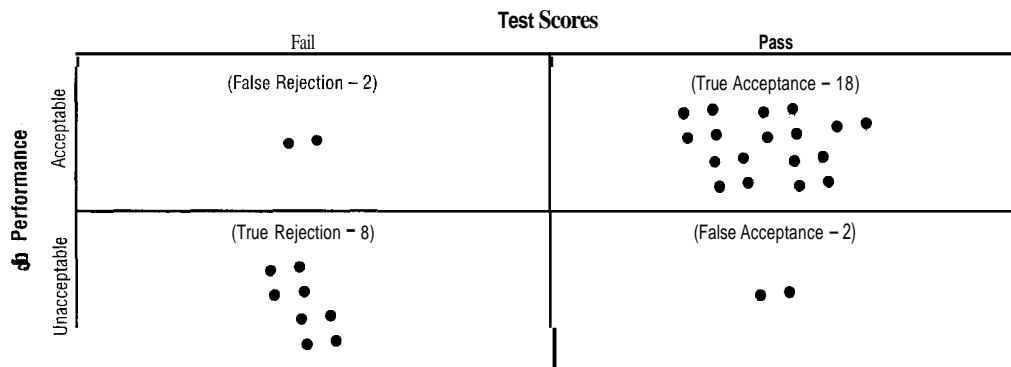 Test Scores
Fail
Pass
(False Rejection – 2)
(True Acceptance – 18)
Acceptable
Performance
(True Rejection – 8)
(False Acceptance – 2)
Unacceptable